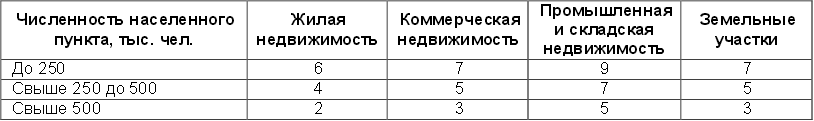 Численность населенного пункта, тыс. чел. Жилая недвижимость Коммерческая недвижимость Промышленная и складская недвижимость Земельные участки
До 250 6 7 9 7
Свыше 250 до 500 4 5 7 5
Свыше 500 2 3 5 3